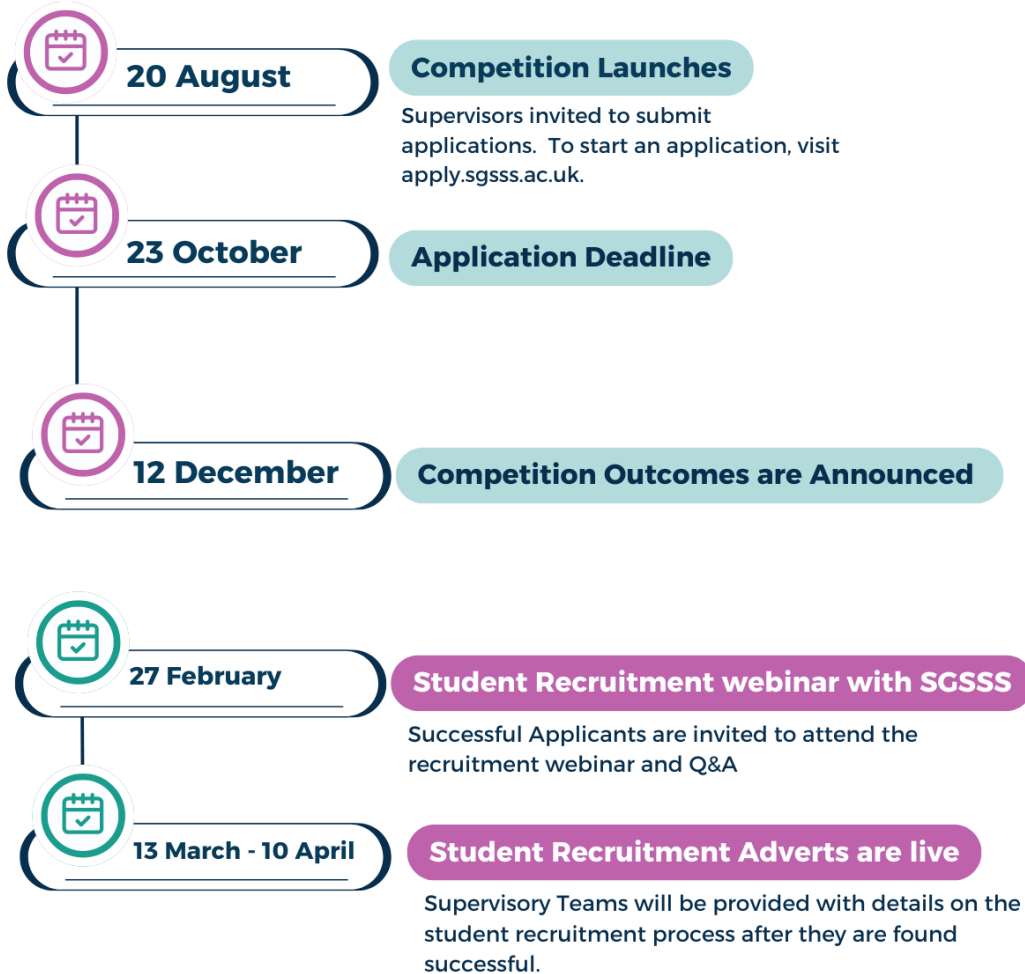 20 August
Competition Launches
Supervisors invited to submit
applications. To start an application, visit
apply.sgsss.ac.uk.
23 October
Application Deadline
12 December
Competition Outcomes are Announced
27 February
Student Recruitment webinar with SGSSS
Successful Applicants are invited to attend the
recruitment webinar and Q&A
13 March - 10 April
Student Recruitment Adverts are live
Supervisory Teams will be provided with details on the
student recruitment process after they are found
successful.